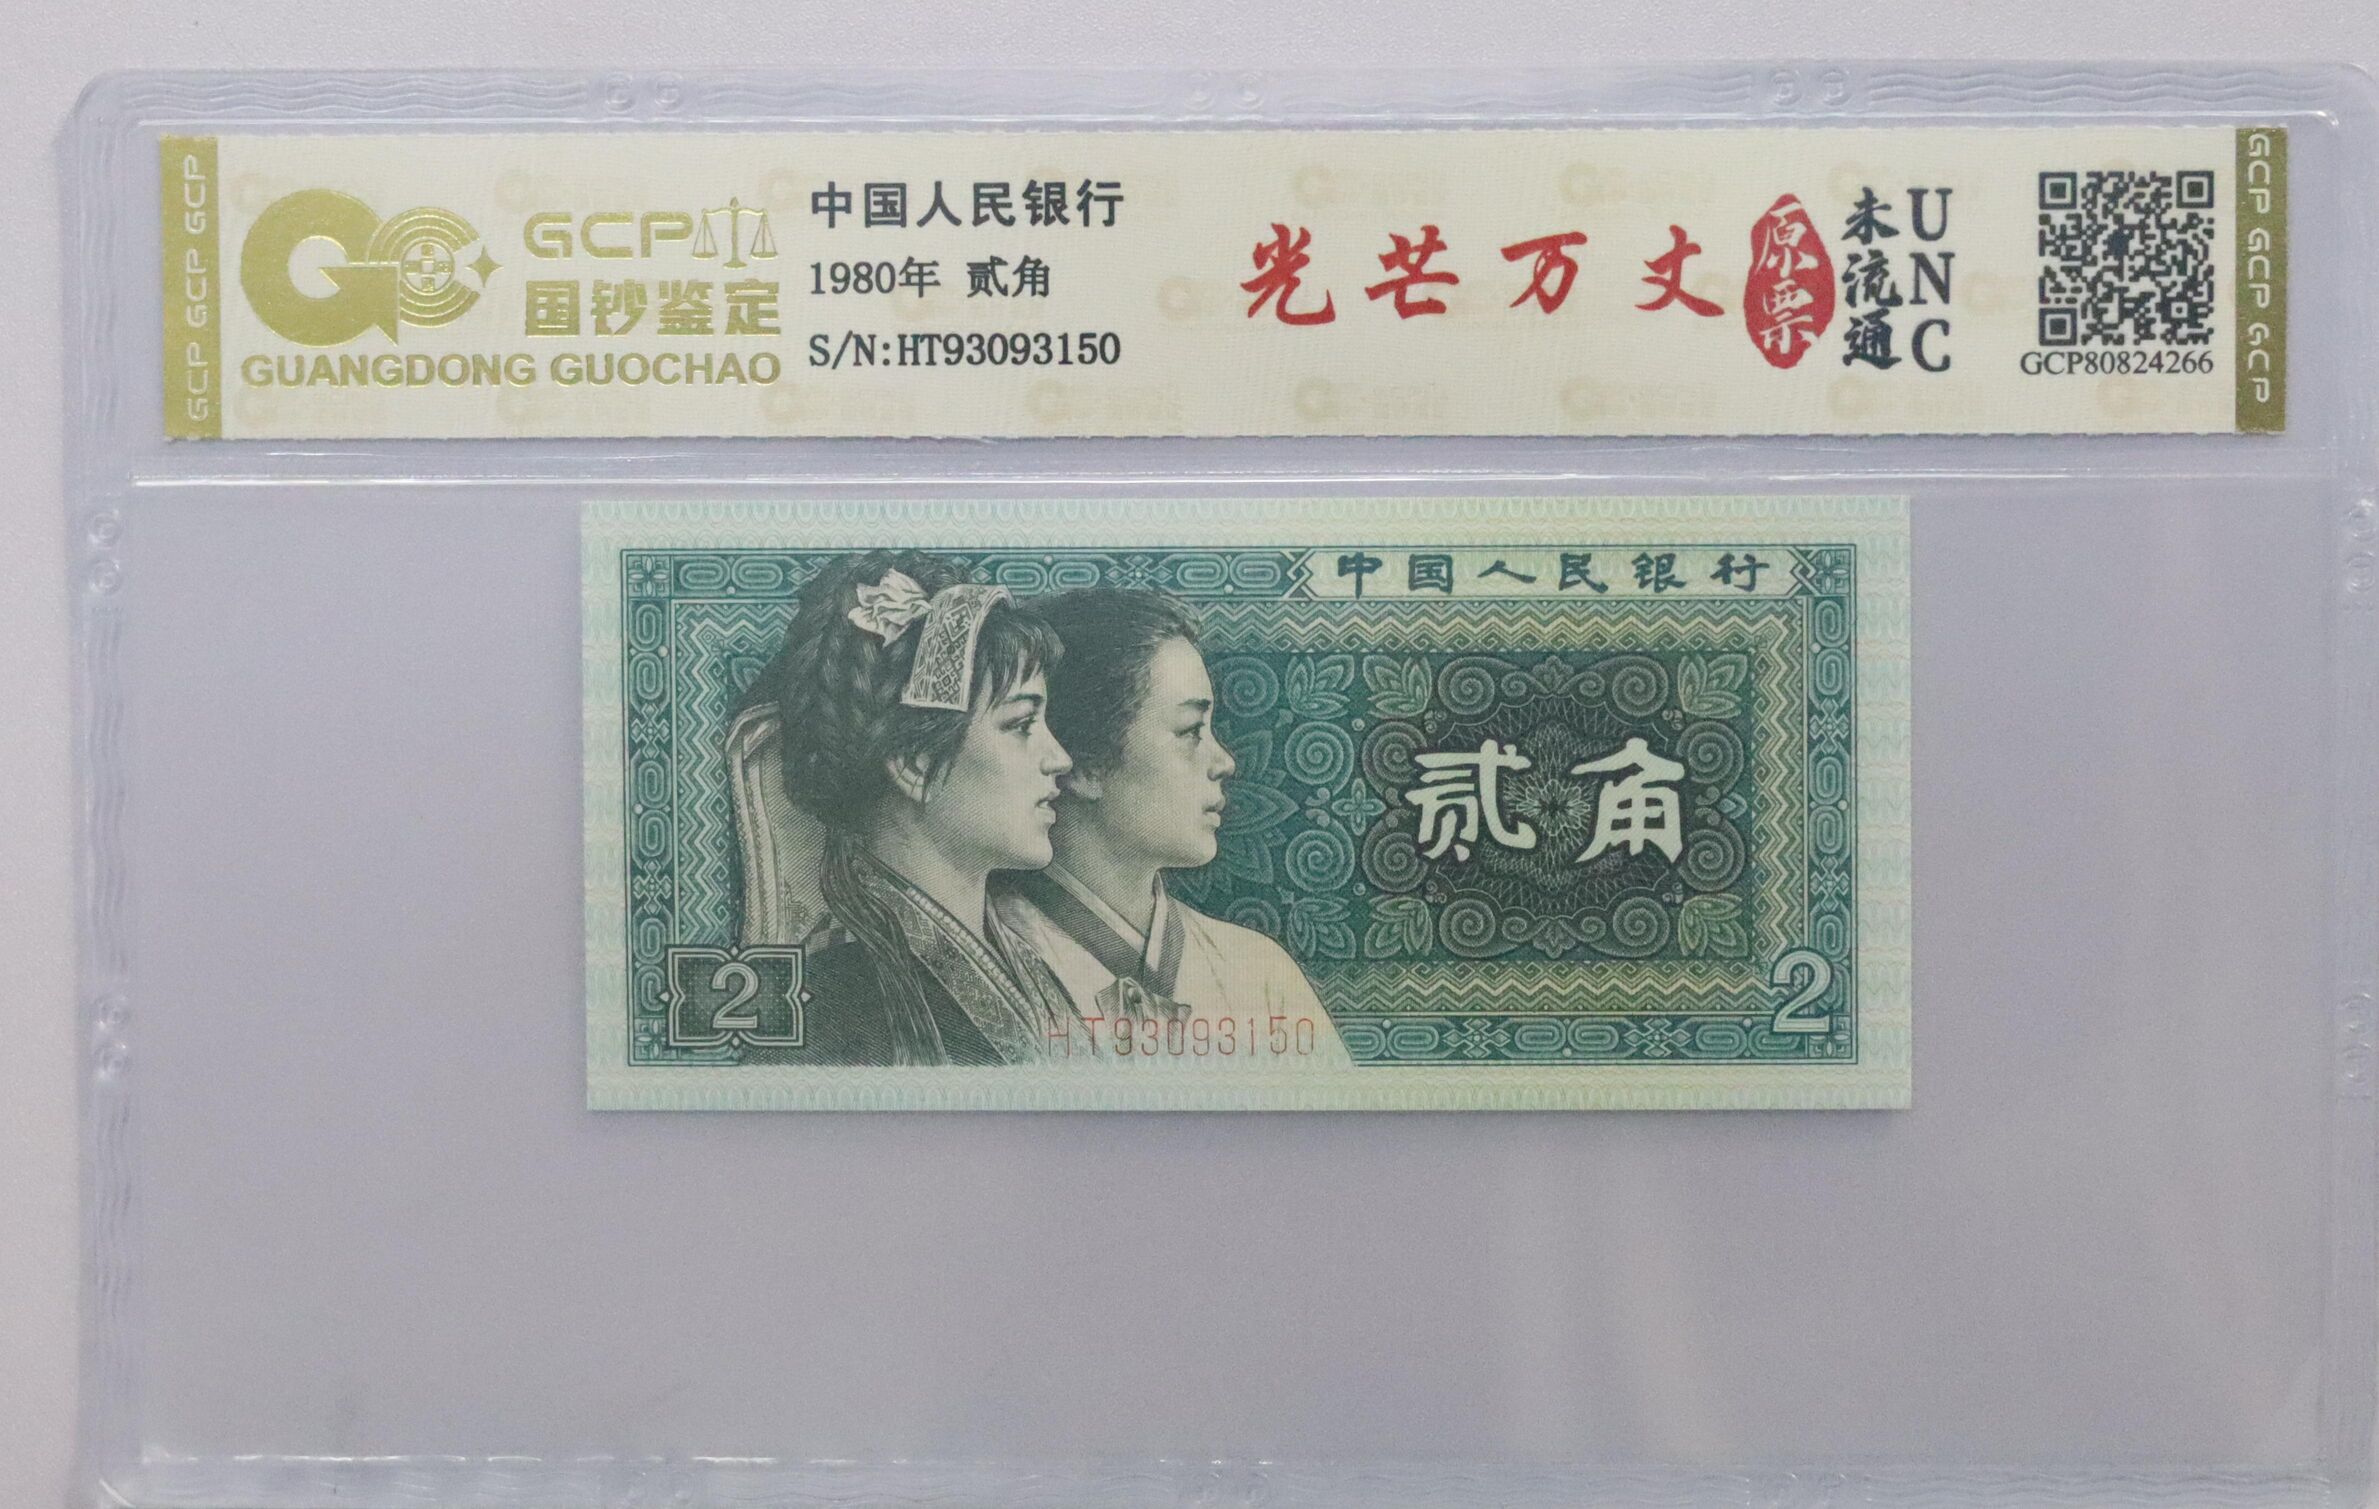 GCP GCP GCP
GCP
国钞鉴定
GUANGDONG GUOCHAO
中国人民银行
1980年 贰角
S/N:HT93093150
光芒万丈
原票
未流通
UNC
GCP80824266
GCP GCP GCP
中国人民银行
贰角
2
2
HT93093150